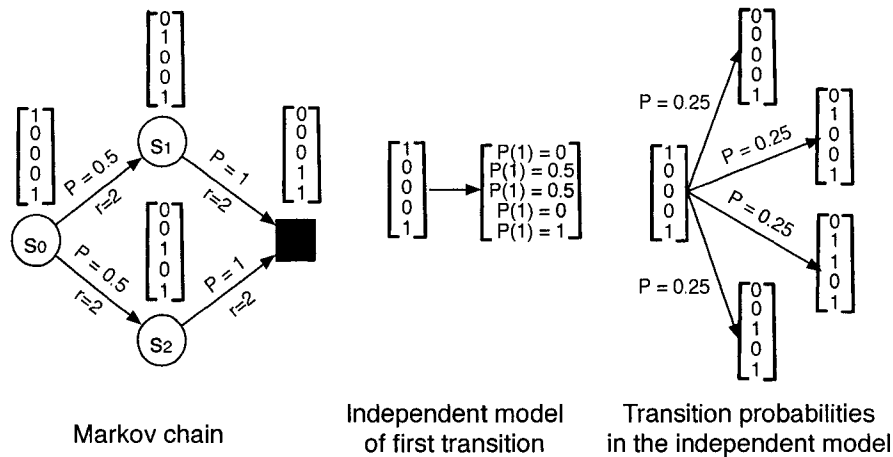 0
1
0
0
1
1
0
0
0
1
0
0
0
1
1
P = 0.5
r=2
S1
P = 1
r=2
S0
0
0
1
0
1
P = 0.5
r=2
P = 1
r=2
S2
Markov chain
1
0
0
0
1
P(1) = 0
P(1) = 0.5
P(1) = 0.5
P(1) = 0
P(1) = 1
Independent model
of first transition
0
0
0
0
1
P = 0.25
0
1
0
0
1
P = 0.25
1
0
0
0
1
P = 0.25
0
1
1
0
1
P = 0.25
0
0
1
0
1
Transition probabilities
in the independent model